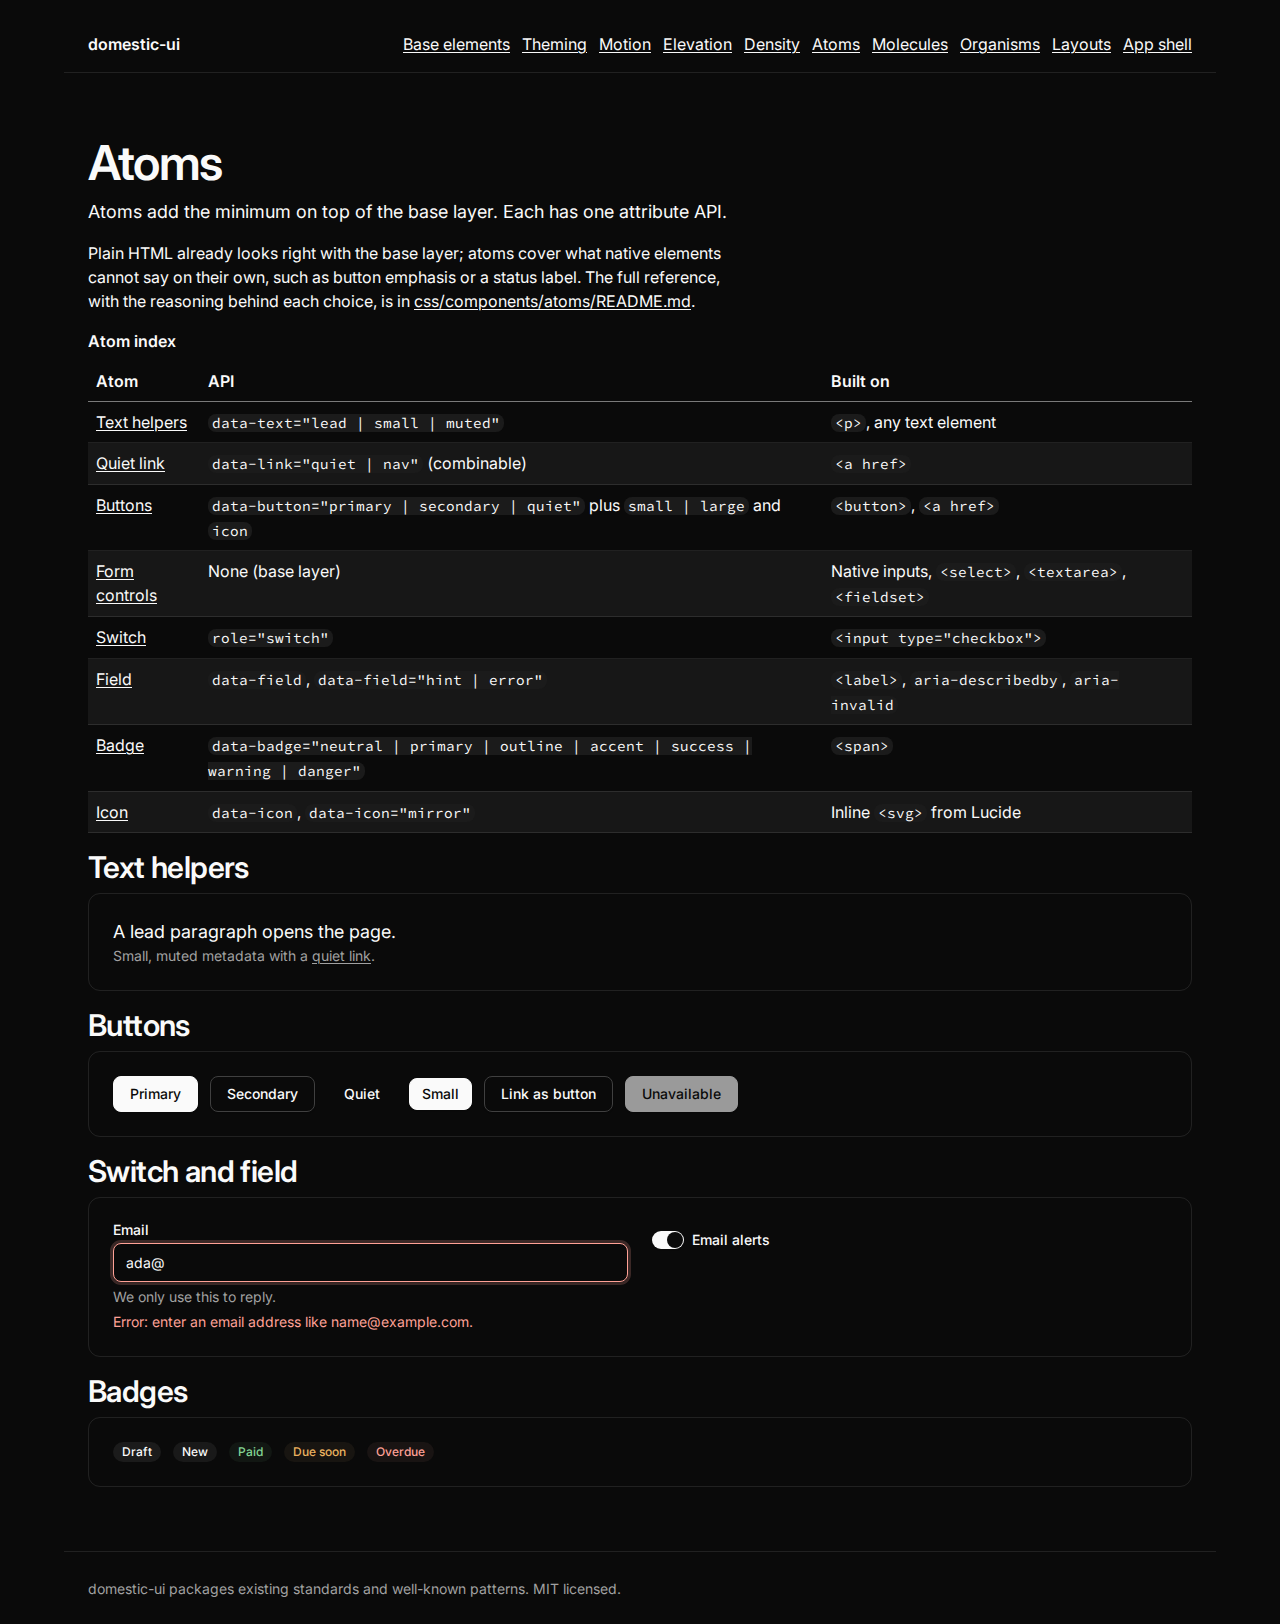 domestic-ui
Base elements Theming Motion Elevation Density Atoms Molecules Organisms Layouts App shell
Atoms
Atoms add the minimum on top of the base layer. Each has one attribute API.
Plain HTML already looks right with the base layer; atoms cover what native elements
cannot say on their own, such as button emphasis or a status label. The full reference,
with the reasoning behind each choice, is in css/components/atoms/README.md.
Atom index
Atom API Built on
Text helpers data-text="lead | small | muted" <p>, any text element
Quiet link data-link="quiet | nav" (combinable) <a href>
Buttons data-button="primary | secondary | quiet" plus small | large and <button>, <a href>
icon
Form None (base layer) Native inputs, <select>, <textarea>,
controls <fieldset>
Switch role="switch" <input type="checkbox">
Field data-field, data-field="hint | error" <label>, aria-describedby, aria-
invalid
Badge data-badge="neutral | primary | outline | accent | success | <span>
warning | danger"
Icon data-icon, data-icon="mirror" Inline <svg> from Lucide
Text helpers
A lead paragraph opens the page.
Small, muted metadata with a quiet link.
Buttons
Primary Secondary Quiet Small Link as button Unavailable
Switch and field
Email
ada@
Email alerts
We only use this to reply.
Error: enter an email address like name@example.com.
Badges
Draft New Paid Due soon Overdue
domestic-ui packages existing standards and well-known patterns. MIT licensed.